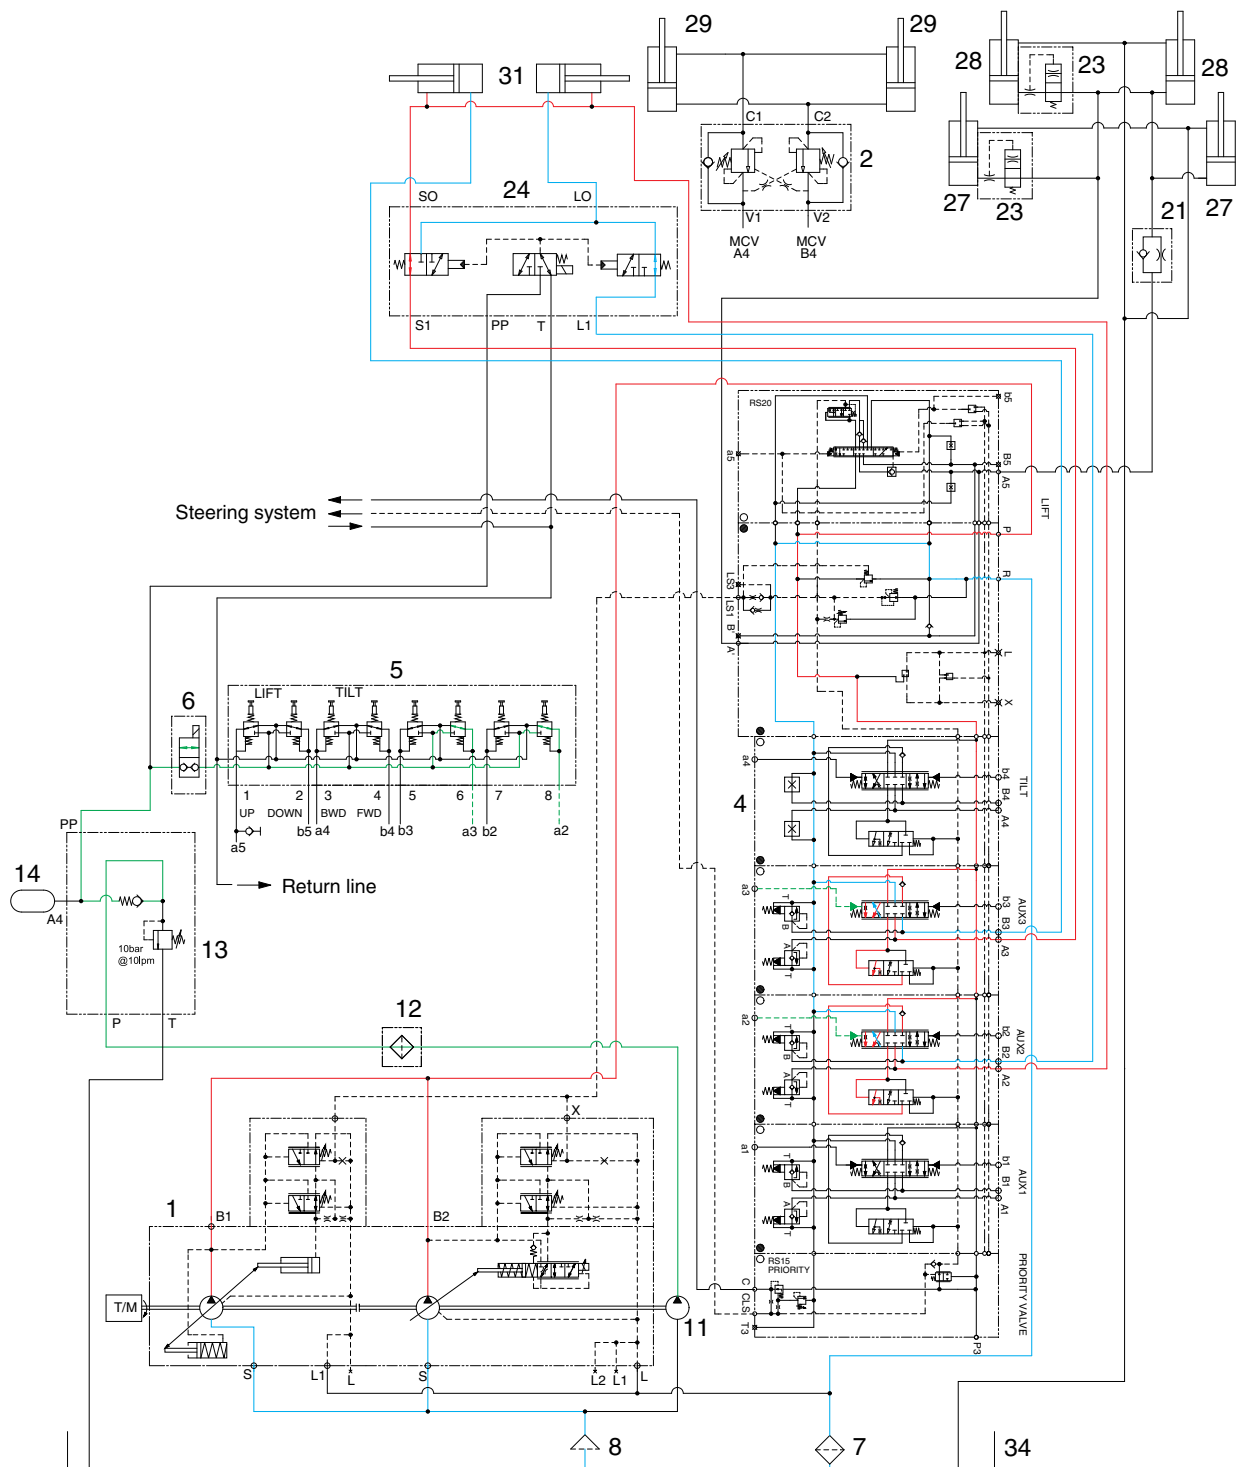 29
29
28
23
28
31
C1
C2
2
27
23
21
27
SO
24
LO
V1
V2
MCV
A4
MCV
B4
S1
PP
T
L1
RS20
b5
a5
B5
A5
LIFT
Steering system
P
R
LS3
LS1
B'
A'
L
X
5
6
LIFT
TILT
1
2
3
4
5
6
7
8
UP
DOWN
BWD
FWD
a5
b5
a4
b4
b3
a3
b2
a2
4
a4
b4
B4
A4
TILT
PP
14
A4
Return line
13
10bar
@10lpm
P
T
12
a3
b3
B3
A3
AUX3
B
T
A
T
a2
b2
B2
A2
AUX2
T
B
A
T
X
1
B1
B2
a1
b1
B1
A1
AUX1
T
B
A
T
RS15
PRIORITY
PRIORITY VALVE
C
CLS
T3
P3
T/M
11
S
L1
L
S
L2
L1
L
8
7
34